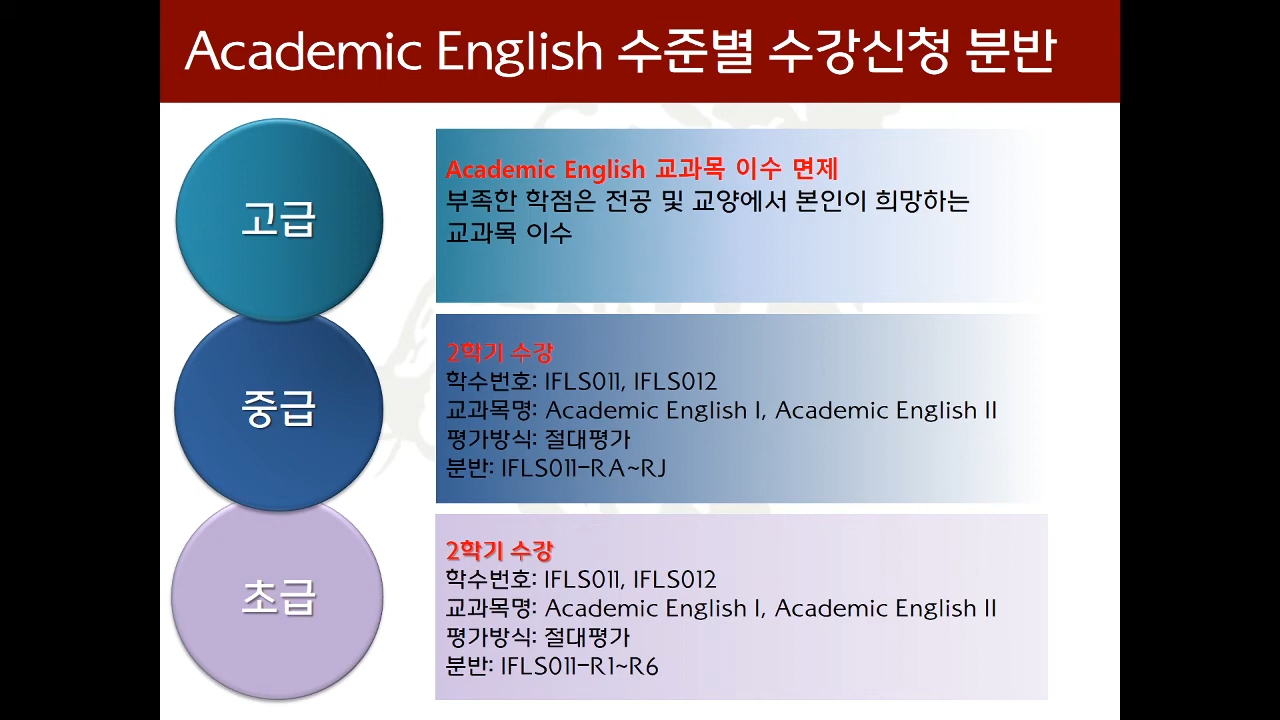 Academic English 수준별 수강신청 분반
고급
Academic English 교과목 이수 면제
부족한 학점은 전공 및 교양에서 본인이 희망하는
교과목 이수
중급
2학기 수강
학수번호: IFLS011, IFLS012
교과목명: Academic English I, Academic English II
평가방식: 절대평가
분반: IFLS011-RA~RJ
초급
2학기 수강
학수번호: IFLS011, IFLS012
교과목명: Academic English I, Academic English II
평가방식: 절대평가
분반: IFLS011-R1~R6